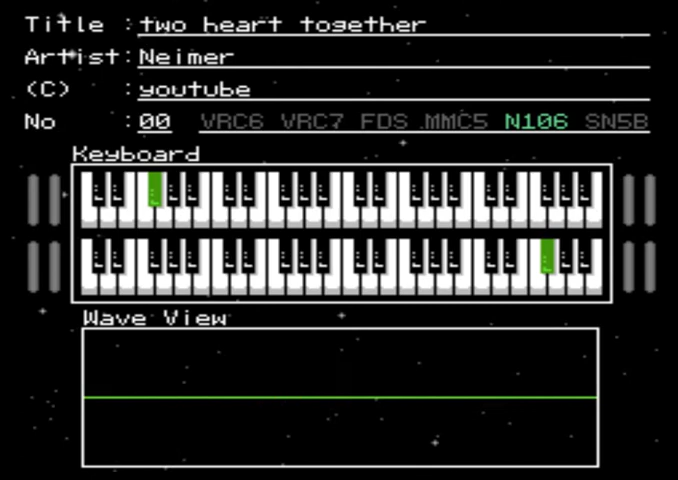 Title :two heart together
Artist:Neimer
(C) :youtube
No :00 VRC6 VRC7 FDS MMC5 N106 SN5B
Keyboard
Wave View